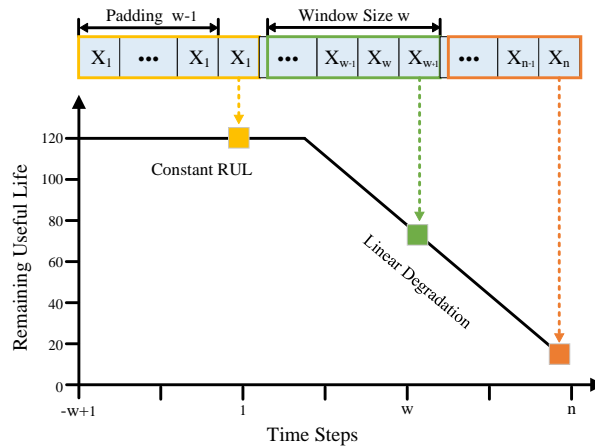 Padding w-1 Window Size w
X1 ••• X1 X1 ••• Xw-1 Xw Xw-1 ••• Xn-1 Xn
120
100
80
60
40
20
0
Remaining Useful Life
Constant RUL
Linear Degradation
-w+1 1 w n
Time Steps